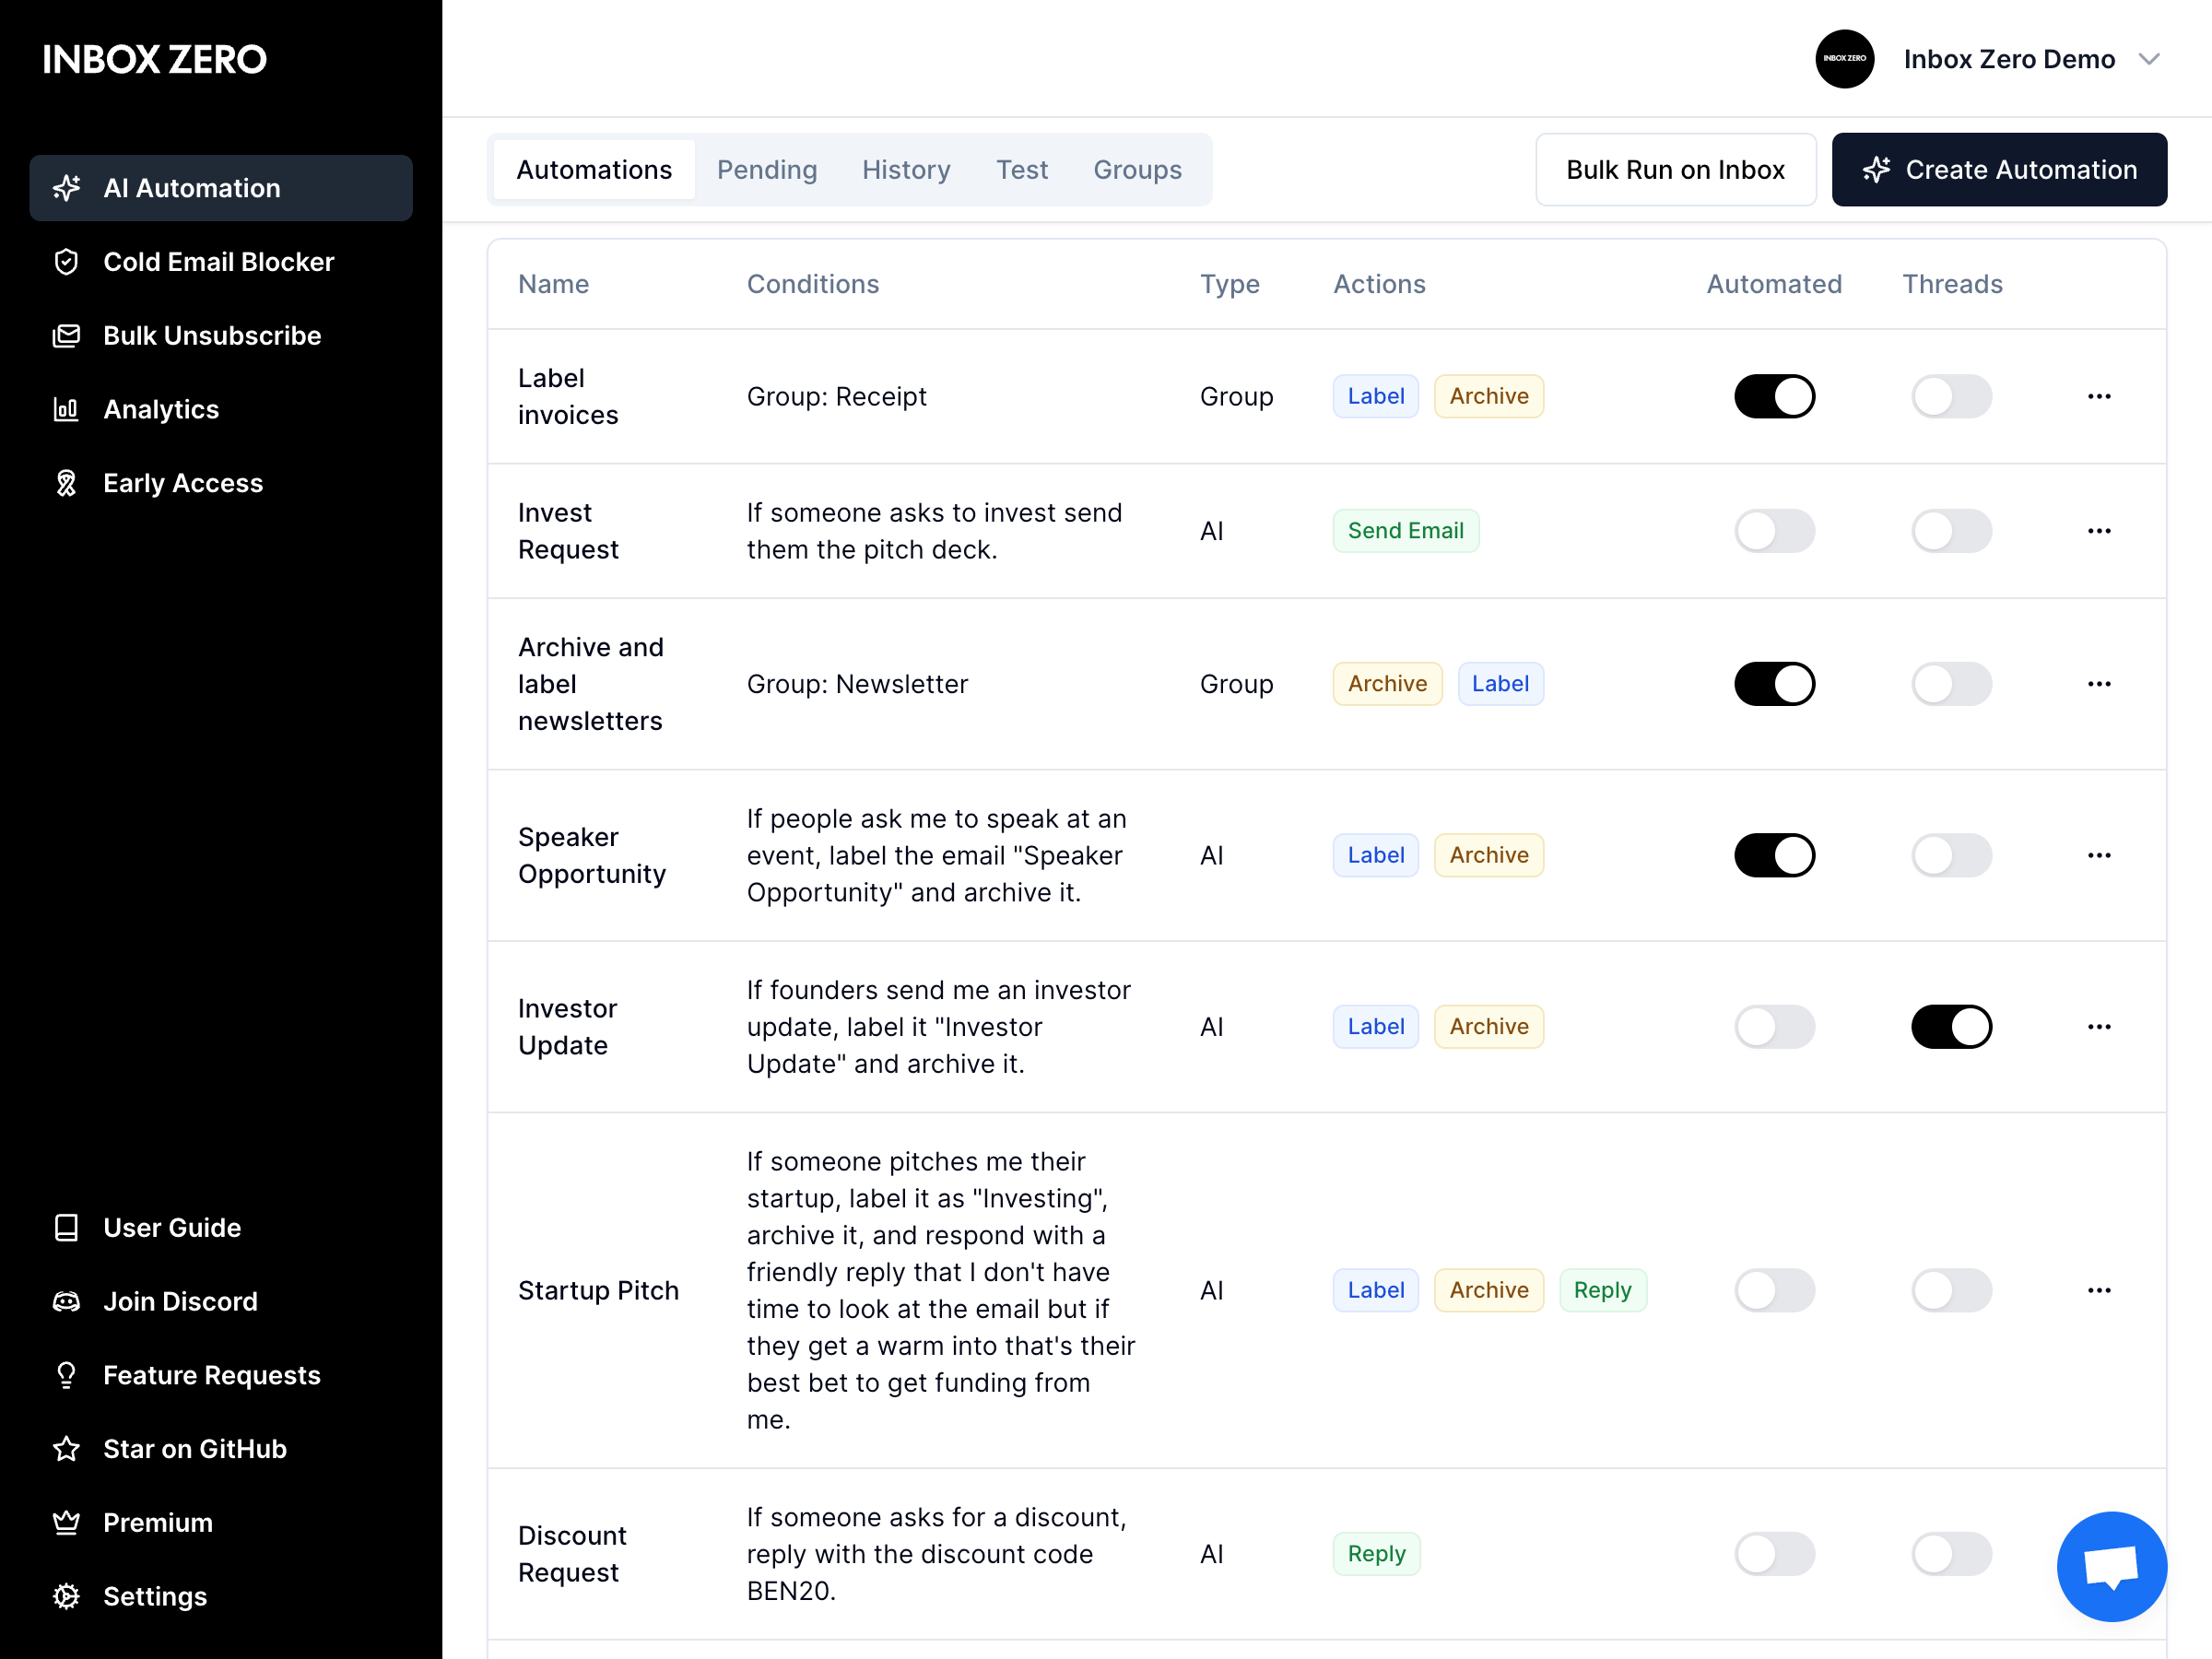 INBOX ZERO
AI Automation
Cold Email Blocker
Bulk Unsubscribe
Analytics
Early Access
User Guide
Join Discord
Feature Requests
Star on GitHub
Premium
Settings
INBOX ZERO
Inbox Zero Demo
Automations
Pending
History
Test
Groups
Bulk Run on Inbox
Create Automation
Name
Conditions
Type
Actions
Automated
Threads
Label
invoices
Group: Receipt
Group
Label
Archive
Invest
Request
If someone asks to invest send
them the pitch deck.
AI
Send Email
Archive and
label
newsletters
Group: Newsletter
Group
Archive
Label
Speaker
Opportunity
If people ask me to speak at an
event, label the email "Speaker
Opportunity" and archive it.
AI
Label
Archive
Investor
Update
If founders send me an investor
update, label it "Investor
Update" and archive it.
AI
Label
Archive
Startup Pitch
If someone pitches me their
startup, label it as "Investing",
archive it, and respond with a
friendly reply that I don't have
time to look at the email but if
they get a warm into that's their
best bet to get funding from
me.
AI
Label
Archive
Reply
Discount
Request
If someone asks for a discount,
reply with the discount code
BEN20.
AI
Reply